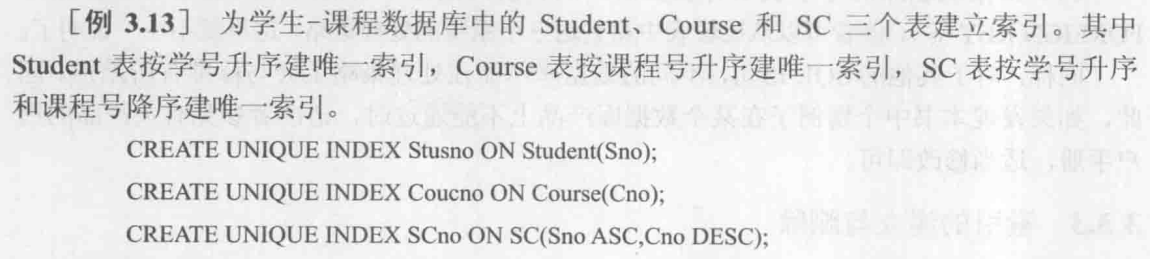 ［例 3.13］ 为学生-课程数据库中的 Student、Course 和 SC 三个表建立索引。其中
Student 表按学号升序建唯一索引，Course 表按课程号升序建唯一索引，SC 表按学号升序
和课程号降序建唯一索引。
CREATE UNIQUE INDEX Stusno ON Student(Sno);
CREATE UNIQUE INDEX Coucno ON Course(Cno);
CREATE UNIQUE INDEX SCno ON SC(Sno ASC,Cno DESC);